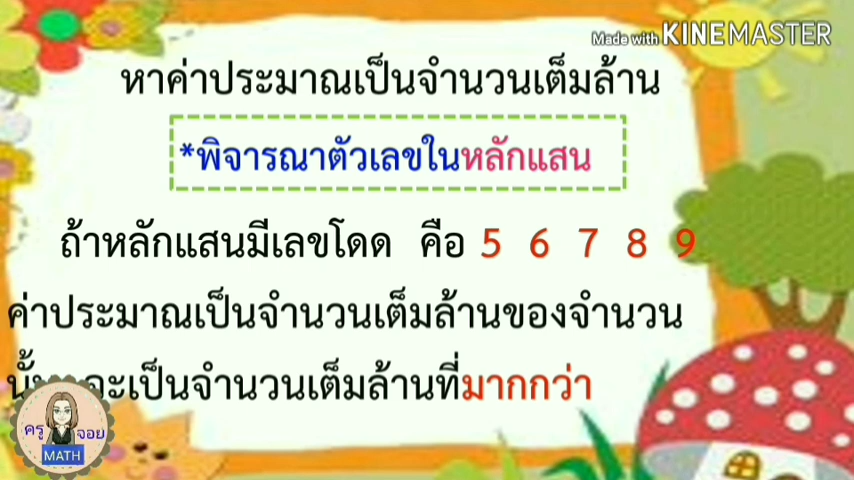 Made with KINEMASTER
หาค่าประมาณเป็นจำนวนเต็มล้าน
*พิจารณาตัวเลขในหลักแสน
ถ้าหลักแสนมีเลขโดด คือ 5 6 7 8 9
ค่าประมาณเป็นจำนวนเต็มล้านของจำนวน
จะเป็นจำนวนเต็มล้านที่มากกว่า
ครู จอย
MATH